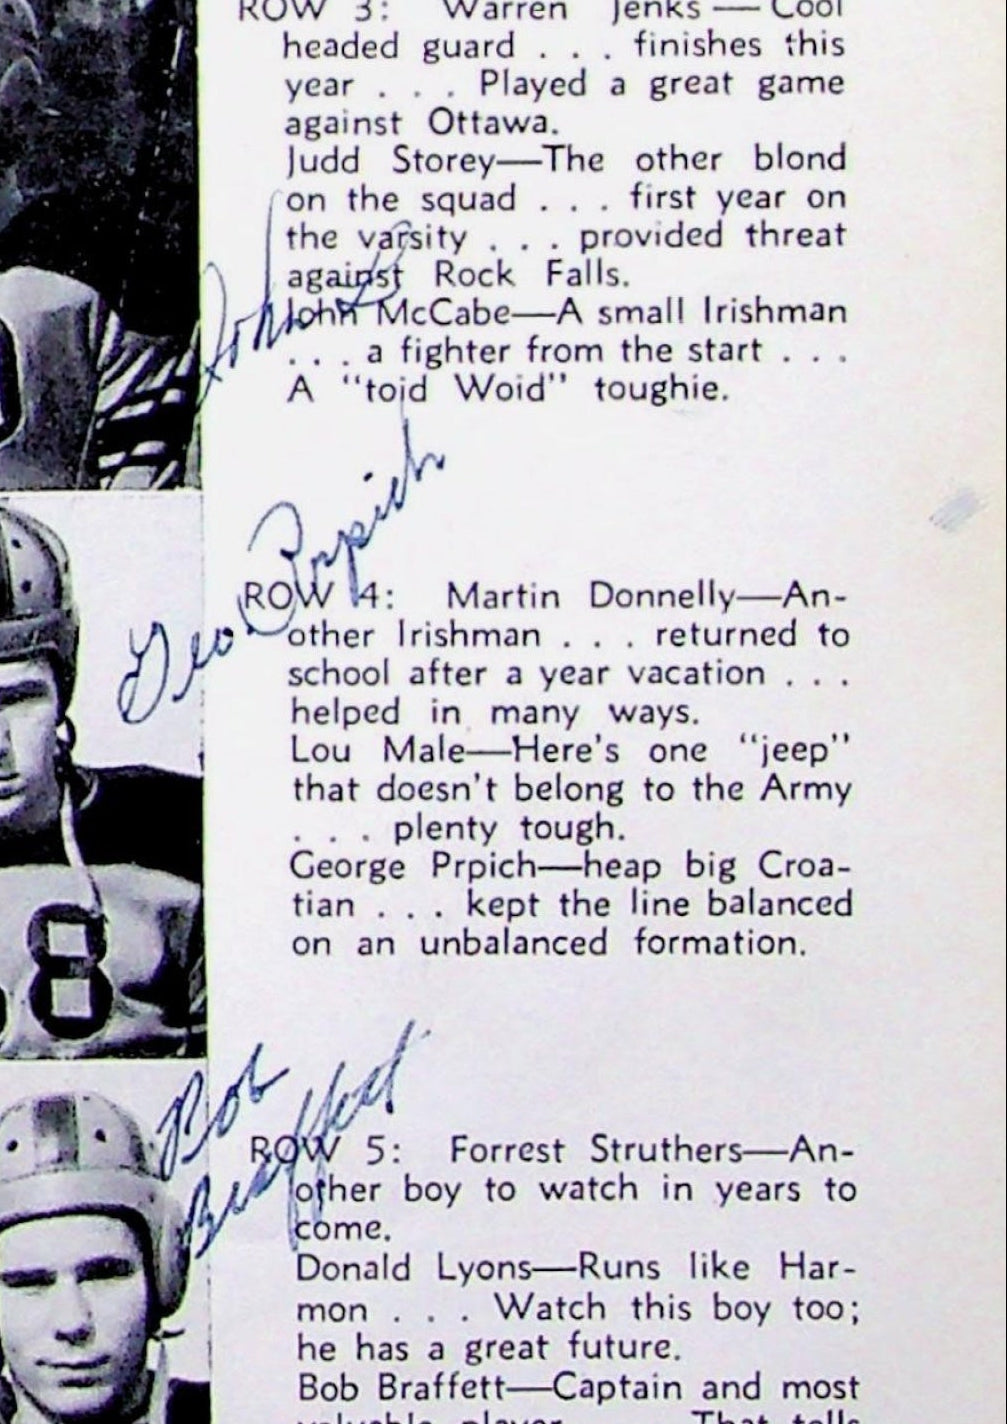 ROW 3: Warren Jenks — Cool
headed guard . . . finishes this
year . . . Played a great game
against Ottawa.
Judd Storey—The other blond
on the squad . . . first year on
the varsity . . . provided threat
against Rock Falls.
John McCabe—A small Irishman
. . . a fighter from the start . . .
A "toid Woid" toughie.
Geo. Prpich
ROW 4: Martin Donnelly—An-
other Irishman . . . returned to
school after a year vacation . . .
helped in many ways.
Lou Male—Here's one "jeep"
that doesn't belong to the Army
. . . plenty tough.
George Prpich—heap big Croa-
tian . . . kept the line balanced
on an unbalanced formation.
8
Bob
Braffett
ROW 5: Forrest Struthers—An-
other boy to watch in years to
come.
Donald Lyons—Runs like Har-
mon . . . Watch this boy too;
he has a great future.
Bob Braffett—Captain and most
valuable player . . . That tells